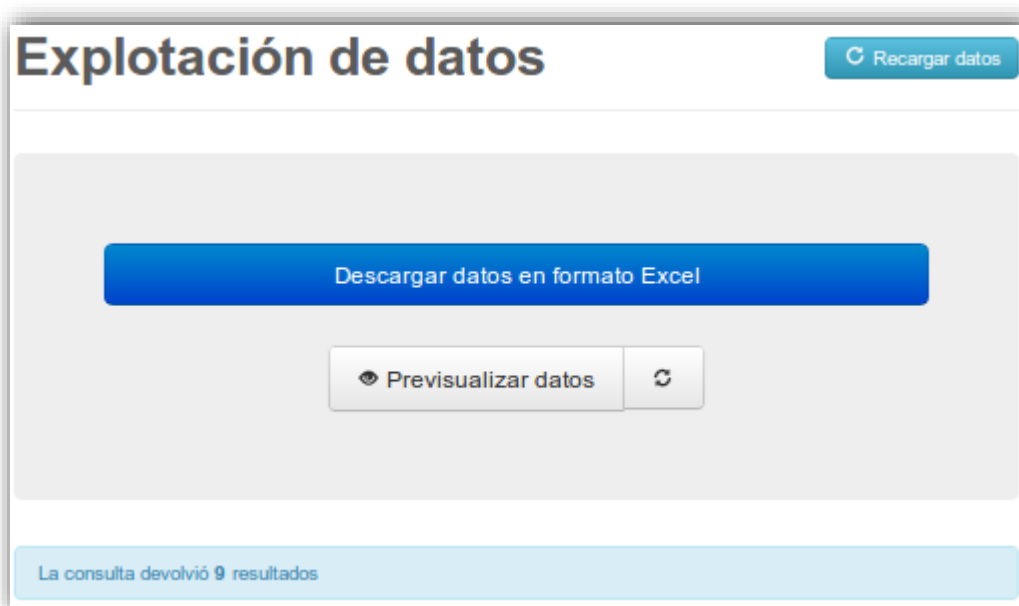 Explotación de datos
Recargar datos
Descargar datos en formato Excel
Previsualizar datos
La consulta devolvió 9 resultados